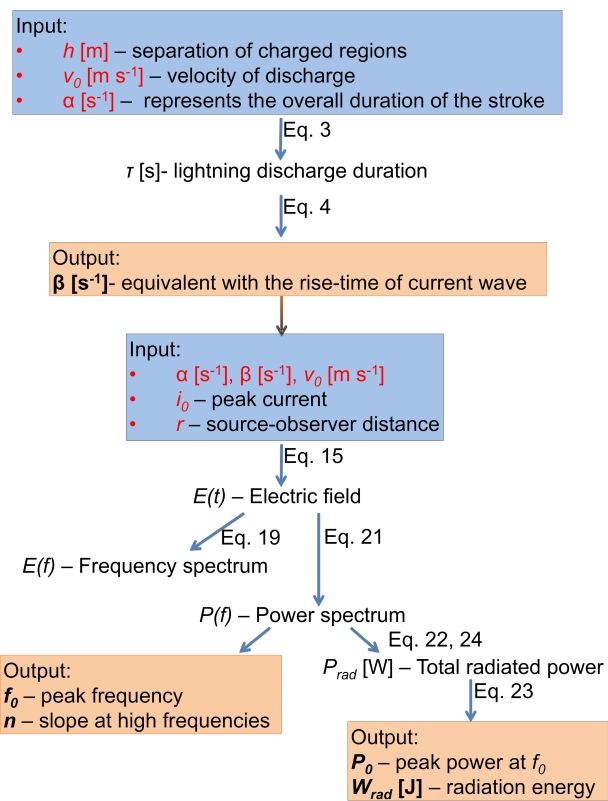 Input:
• h [m] – separation of charged regions
• v₀ [m s⁻¹] – velocity of discharge
• α [s⁻¹] – represents the overall duration of the stroke
Eq. 3
τ [s]- lightning discharge duration
Eq. 4
Output:
β [s⁻¹]- equivalent with the rise-time of current wave
Input:
• α [s⁻¹], β [s⁻¹], v₀ [m s⁻¹]
• i₀ – peak current
• r – source-observer distance
Eq. 15
E(t) – Electric field
Eq. 19
Eq. 21
E(f) – Frequency spectrum
P(f) – Power spectrum
Eq. 22, 24
Output:
f₀ – peak frequency
n – slope at high frequencies
P_rad [W] – Total radiated power
Eq. 23
Output:
P₀ – peak power at f₀
W_rad [J] – radiation energy